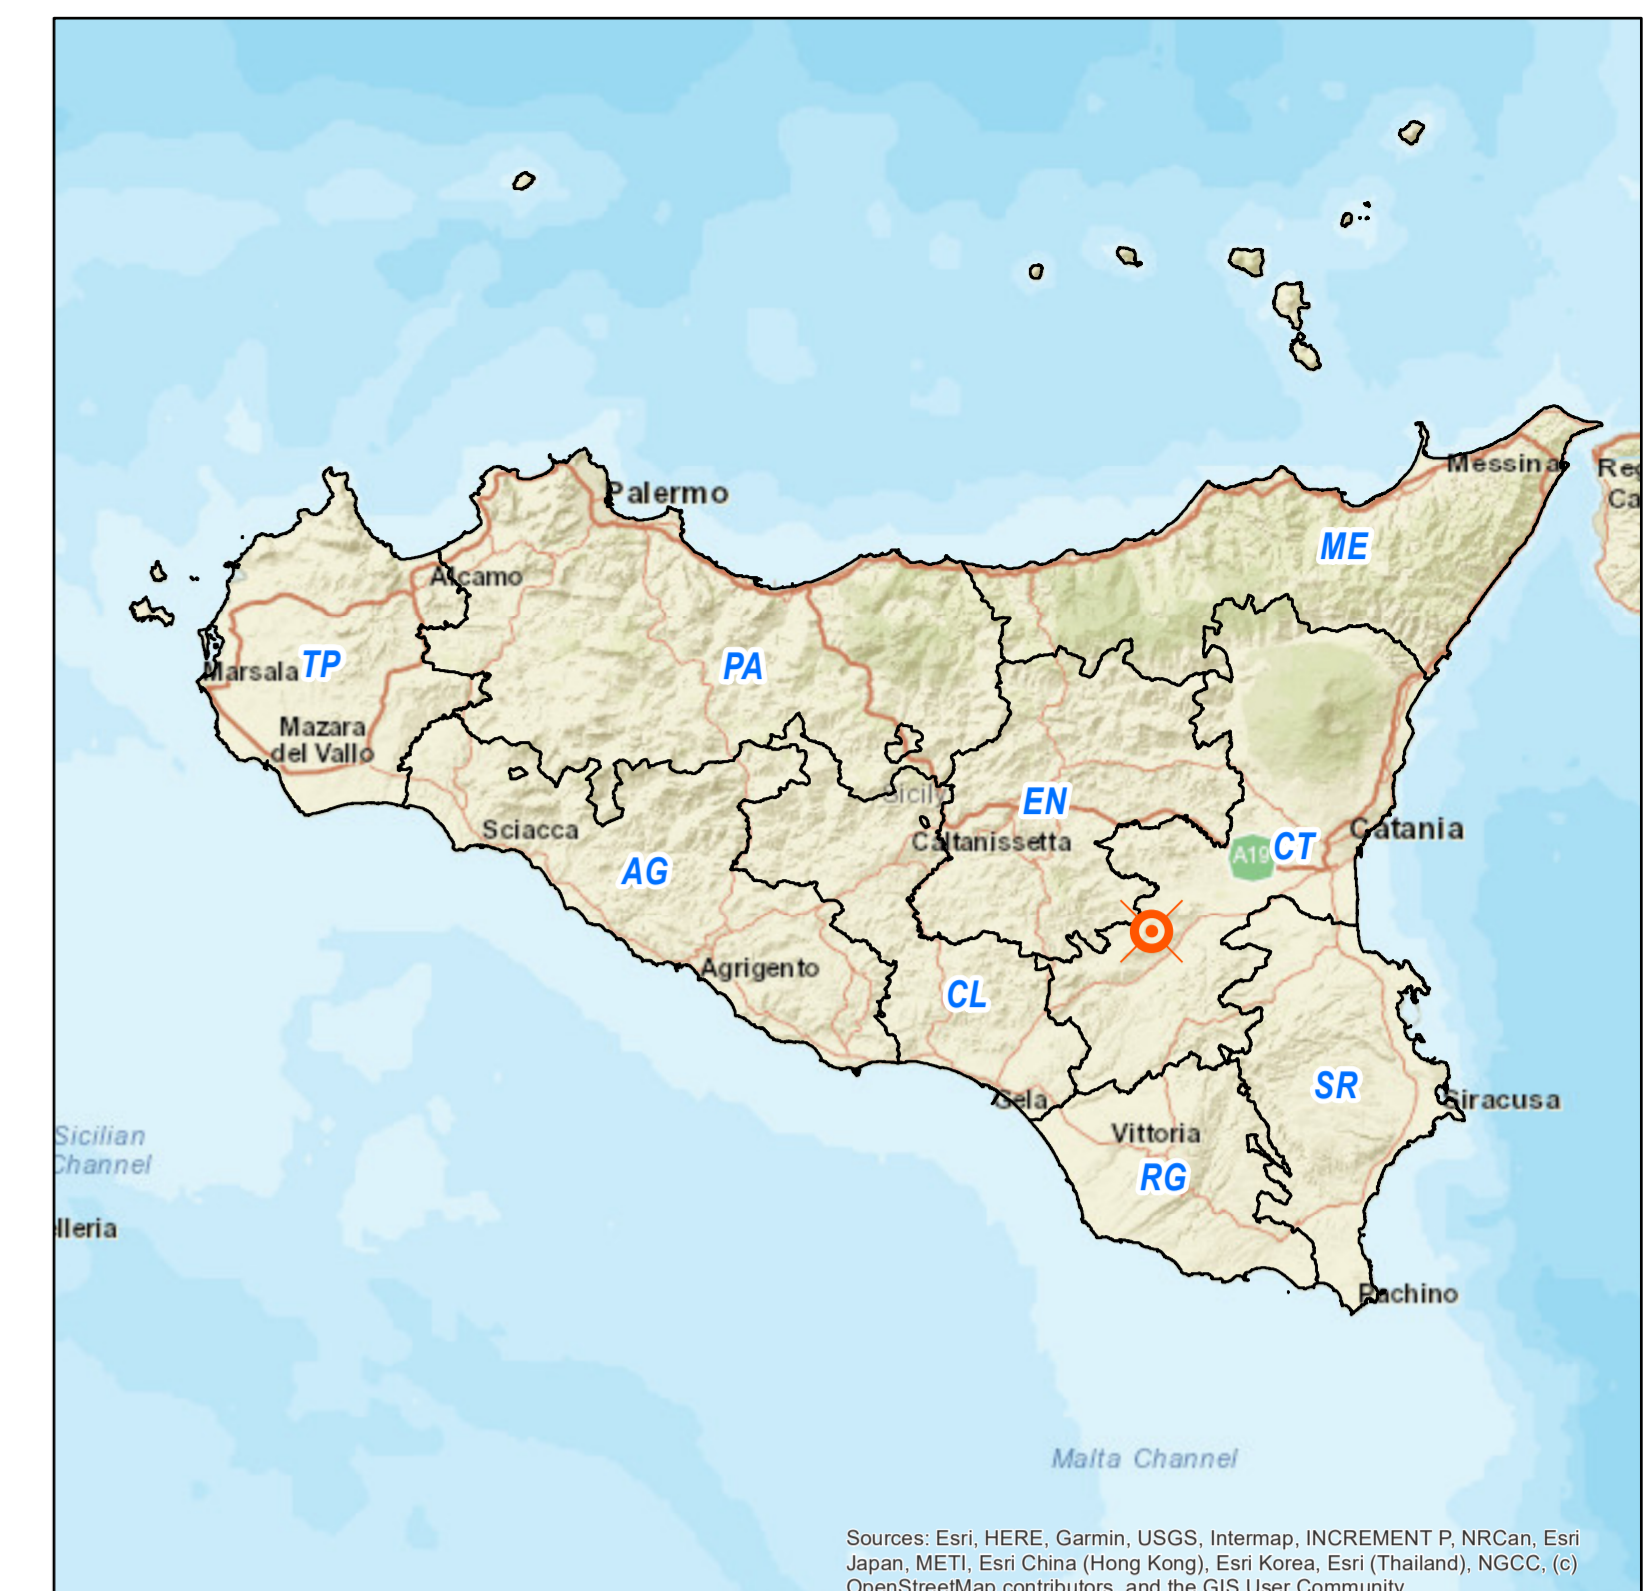 Palermo
Messina
Reg
Ca
ME
Alcamo
TP
Marsala
PA
Mazara
del Vallo
Sicily
EN
Sciacca
Caltanissetta
A19
CT
Catania
AG
Agrigento
CL
Gela
SR
Siracusa
Vittoria
RG
Sicilian
Channel
lleria
Pachino
Malta Channel
Sources: Esri, HERE, Garmin, USGS, Intermap, INCREMENT P, NRCan, Esri
Japan, METI, Esri China (Hong Kong), Esri Korea, Esri (Thailand), NGCC, (c)
OpenStreetMap contributors, and the GIS User Community